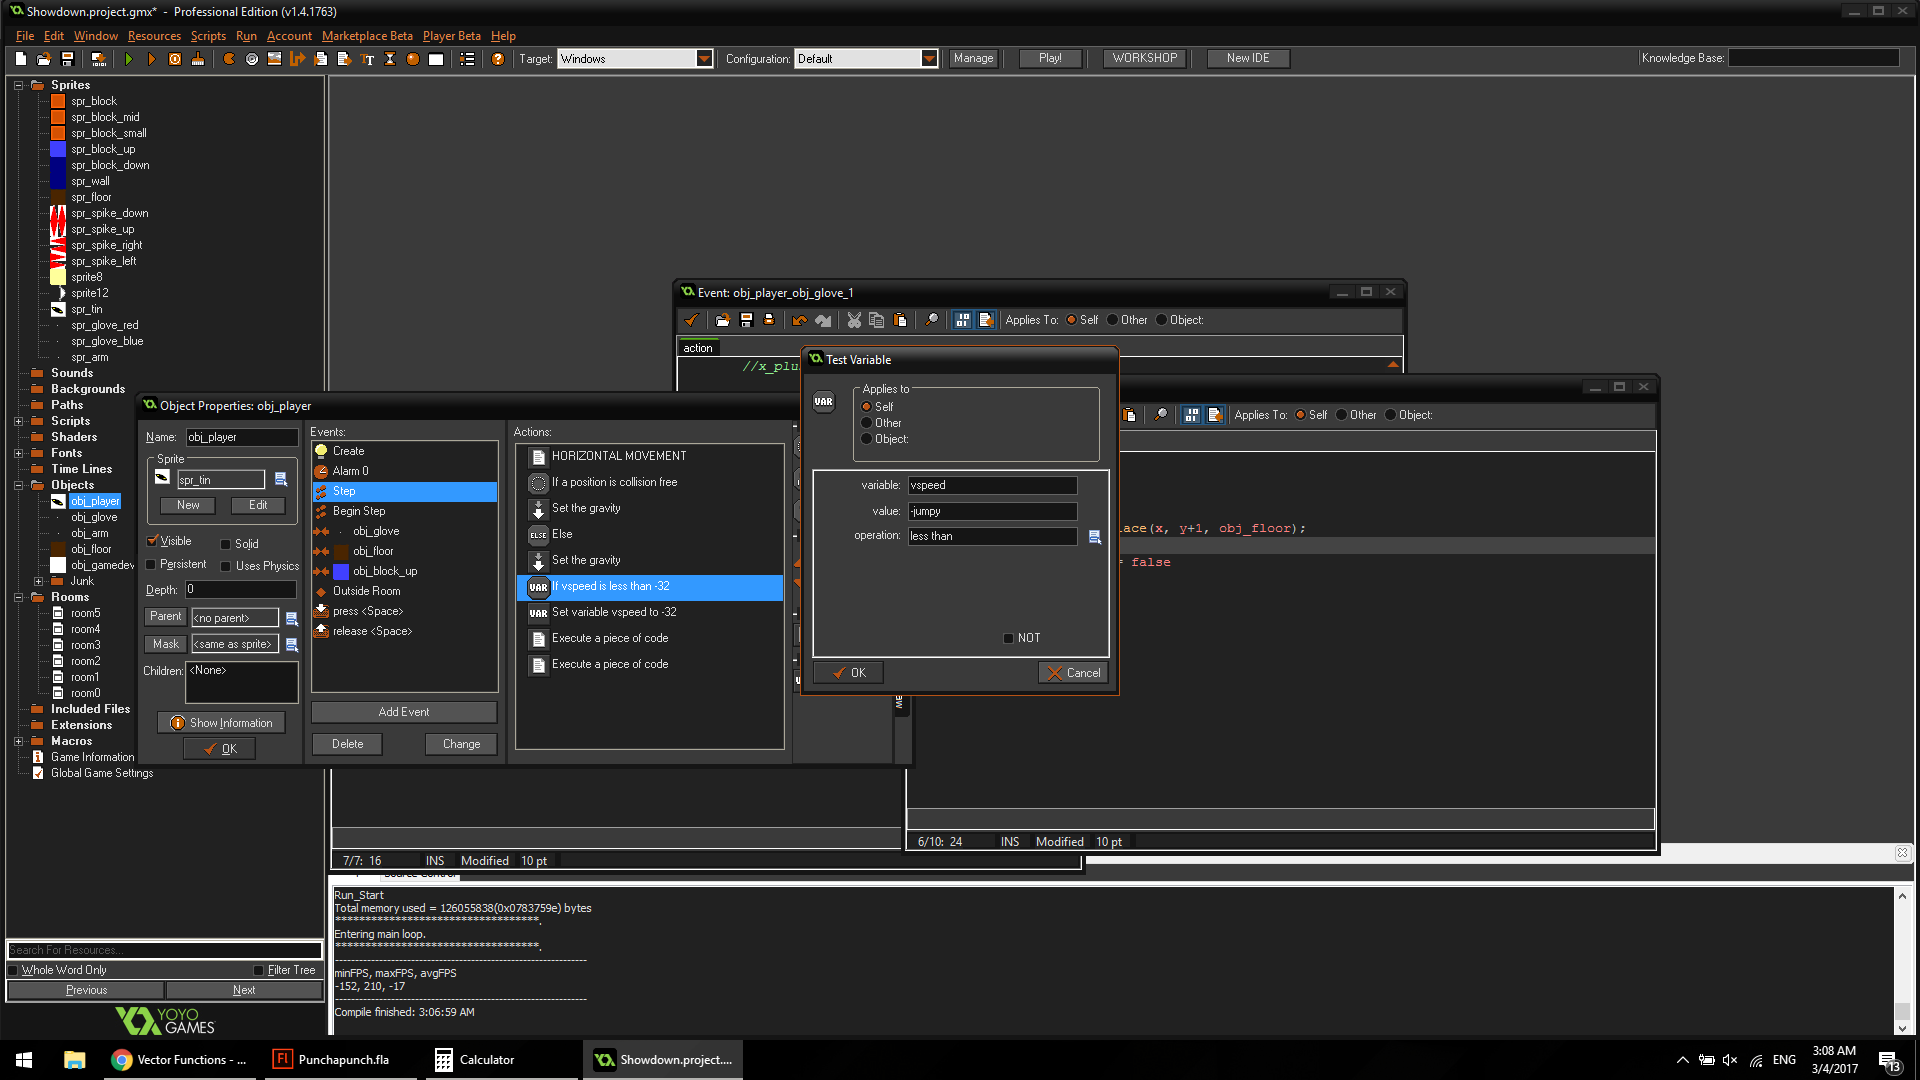 Showdown.project.gmx* - Professional Edition (v1.4.1763)
File Edit Window Resources Scripts Run Account Marketplace Beta Player Beta Help
Target: Windows Configuration: Default Manage Play! WORKSHOP New IDE Knowledge Base:
Sprites
spr_block
spr_block_mid
spr_block_small
spr_block_up
spr_block_down
spr_wall
spr_floor
spr_spike_down
spr_spike_up
spr_spike_right
spr_spike_left
sprite8
sprite12
spr_tin
spr_glove_red
spr_glove_blue
spr_arm
Sounds
Backgrounds
Paths
Scripts
Shaders
Fonts
Time Lines
Objects
obj_player
obj_glove
obj_arm
obj_floor
obj_gamedev
Junk
Rooms
room5
room4
room3
room2
room1
room0
Included Files
Extensions
Macros
Game Information
Global Game Settings
Search For Resources...
Whole Word Only Filter Tree
Previous Next
YOYO
GAMES
Object Properties: obj_player
Name: obj_player
Sprite
spr_tin
New Edit
Visible Solid
Persistent Uses Physics
Depth: 0
Parent <no parent>
Mask <same as sprite>
Children: <None>
Show Information
OK
Events:
Create
Alarm 0
Step
Begin Step
obj_glove
obj_floor
obj_block_up
Outside Room
press <Space>
release <Space>
Add Event
Delete Change
Actions:
HORIZONTAL MOVEMENT
If a position is collision free
Set the gravity
ELSE Else
Set the gravity
VAR If vspeed is less than -32
VAR Set variable vspeed to -32
Execute a piece of code
Execute a piece of code
Event: obj_player_obj_glove_1
Applies To: Self Other Object:
action
//x_plu
Test Variable
VAR
Applies to
Self
Other
Object:
variable: vspeed
value: -jumpy
operation: less than
NOT
OK Cancel
Applies To: Self Other Object:
lace(x, y+1, obj_floor);
= false
6/10: 24 INS Modified 10 pt
7/7: 16 INS Modified 10 pt
Source Control
Run_Start
Total memory used = 126055838(0x0783759e) bytes
***********************************.
Entering main loop.
***********************************.
minFPS, maxFPS, avgFPS
-152, 210, -17
Compile finished: 3:06:59 AM
Vector Functions - ...
Fl Punchapunch.fla
Calculator
Showdown.project....
ENG
3:08 AM
3/4/2017
13